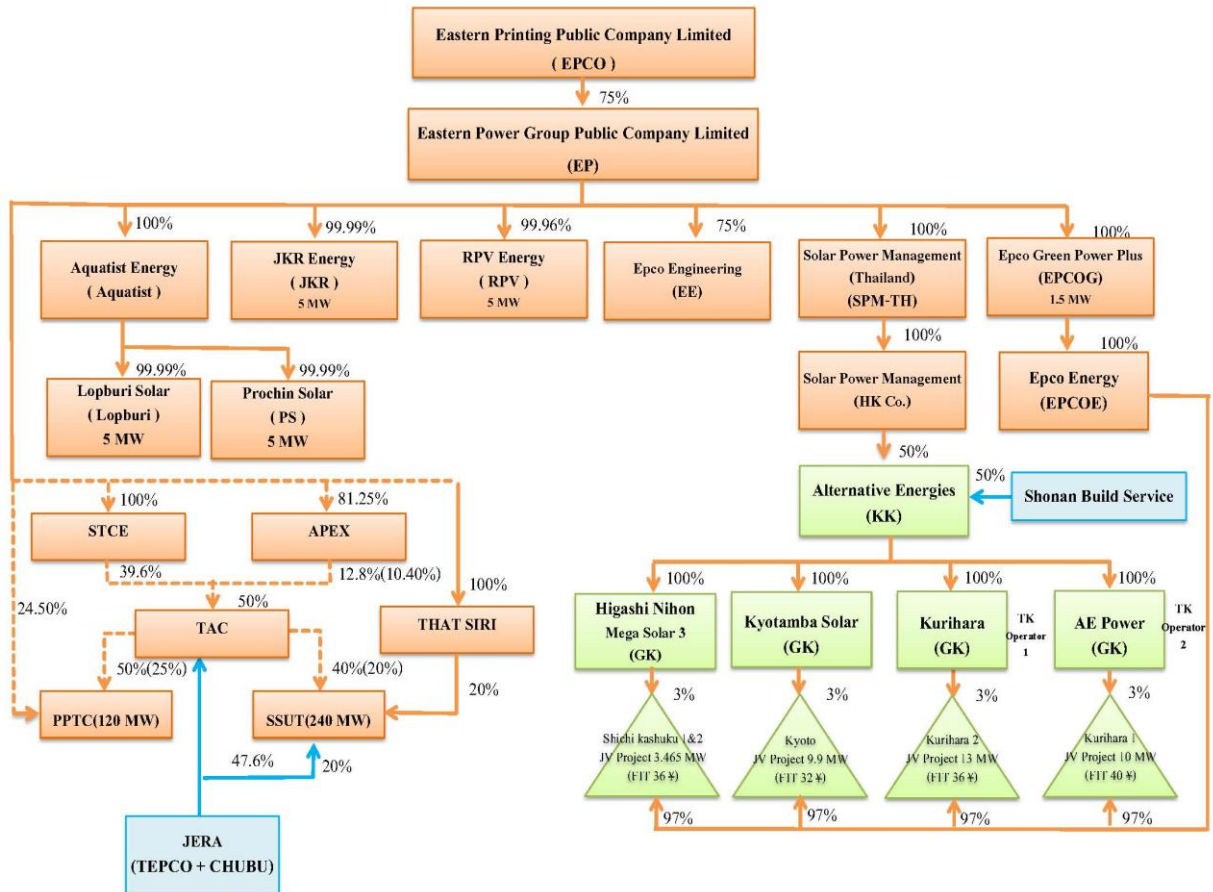 Eastern Printing Public Company Limited
( EPCO )
75%
Eastern Power Group Public Company Limited
(EP)
100%
99.99%
99.96%
75%
100%
100%
Aquatist Energy
( Aquatist )
JKR Energy
( JKR )
5 MW
RPV Energy
( RPV )
5 MW
Epco Engineering
(EE)
Solar Power Management
(Thailand)
(SPM-TH)
Epco Green Power Plus
(EPCOG)
1.5 MW
99.99%
99.99%
100%
100%
Lopburi Solar
( Lopburi )
5 MW
Prochin Solar
( PS )
5 MW
Solar Power Management
(HK Co.)
Epco Energy
(EPCOE)
50%
50%
Alternative Energies
(KK)
Shonan Build Service
100%
81.25%
STCE
APEX
39.6%
12.8%(10.40%)
100%
24.50%
50%
TAC
THAT SIRI
50%(25%)
40%(20%)
20%
PPTC(120 MW)
SSUT(240 MW)
47.6%
20%
JERA
(TEPCO + CHUBU)
100%
100%
100%
100%
Higashi Nihon
Mega Solar 3
(GK)
Kyotamba Solar
(GK)
Kurihara
(GK)
TK
Operator
1
AE Power
(GK)
TK
Operator
2
3%
3%
3%
3%
Shichi kashuku 1&2
JV Project 3.465 MW
(FIT 36 ¥)
Kyoto
JV Project 9.9 MW
(FIT 32 ¥)
Kurihara 2
JV Project 13 MW
(FIT 36 ¥)
Kurihara 1
JV Project 10 MW
(FIT 40 ¥)
97%
97%
97%
97%